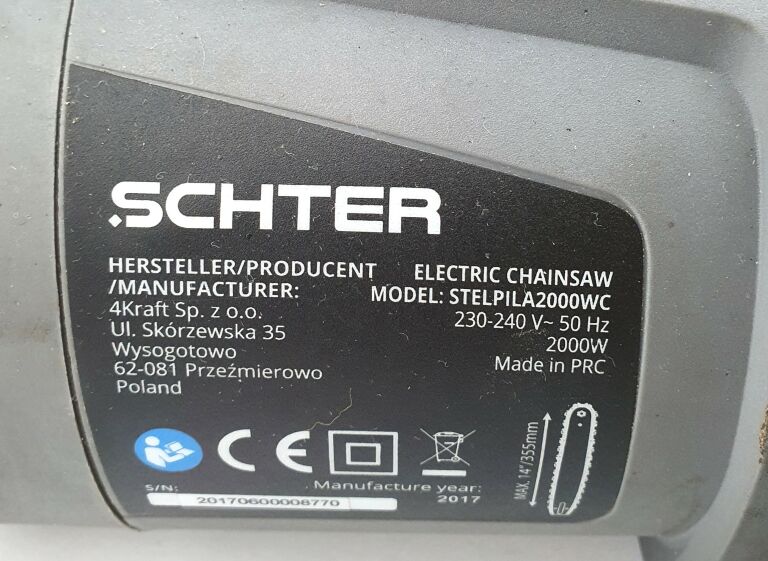 SCHTER
HERSTELLER/PRODUCENT
/MANUFACTURER:
4Kraft Sp. z o.o.
Ul. Skórzewska 35
Wysogotowo
62-081 Przeźmierowo
Poland
ELECTRIC CHAINSAW
MODEL: STELPILA2000WC
230-240 V~ 50 Hz
2000W
Made in PRC
CE
MAX. 14"/355mm
S/N:
20170600008770
Manufacture year:
2017